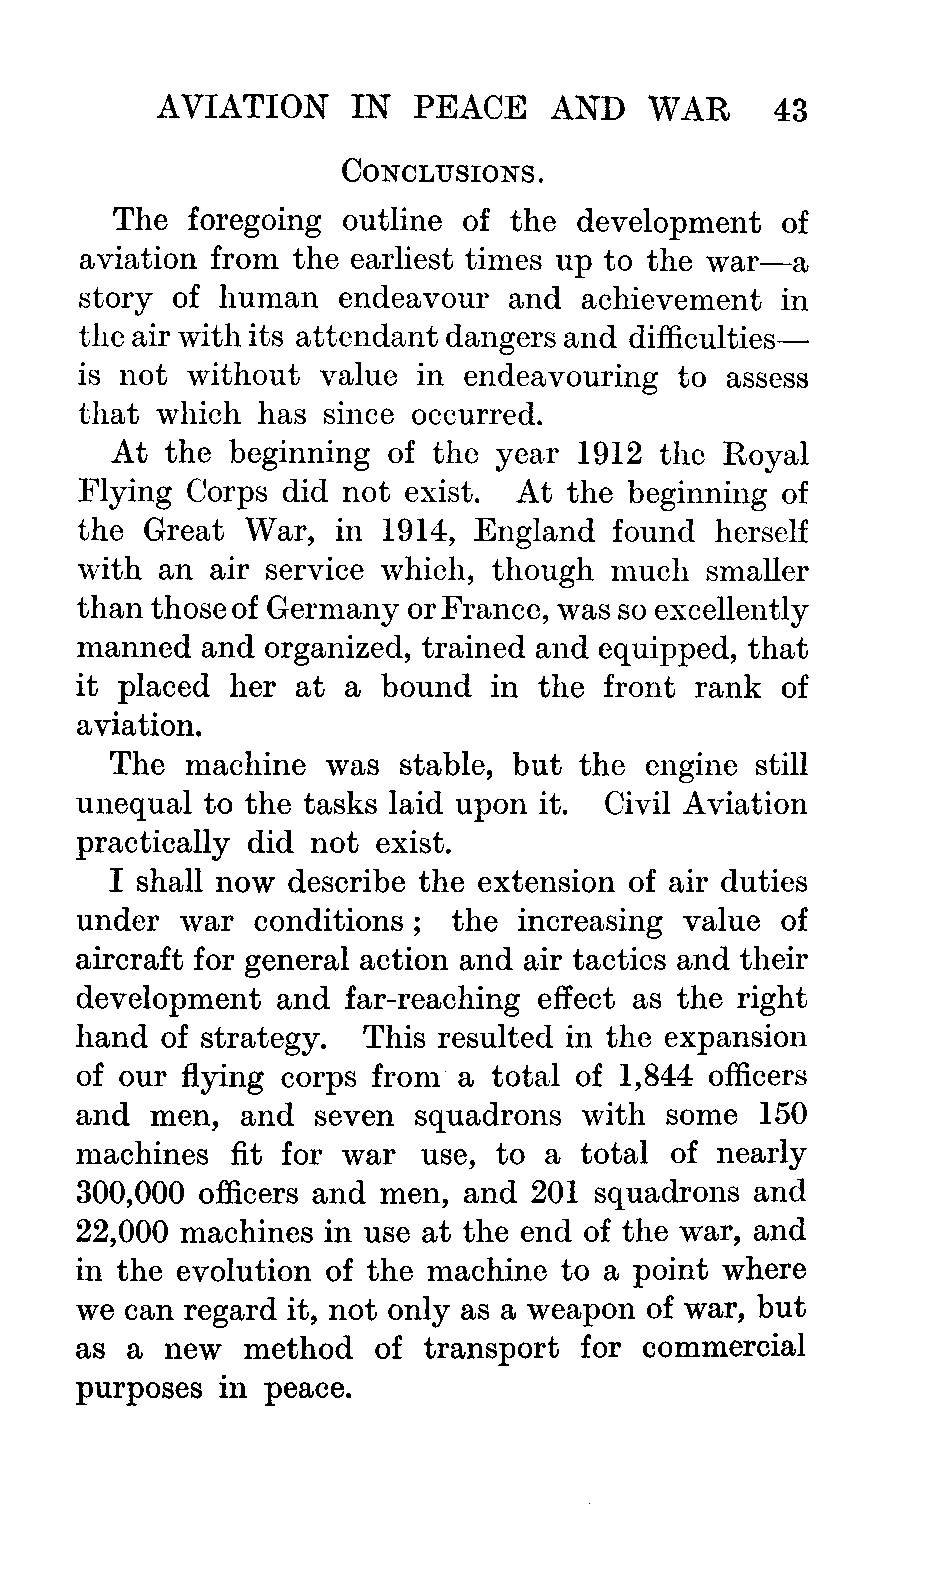 AVIATION IN PEACE AND WAR 43
CONCLUSIONS.
The foregoing outline of the development of
aviation from the earliest times up to the war—a
story of human endeavour and achievement in
the air with its attendant dangers and difficulties—
is not without value in endeavouring to assess
that which has since occurred.
At the beginning of the year 1912 the Royal
Flying Corps did not exist. At the beginning of
the Great War, in 1914, England found herself
with an air service which, though much smaller
than those of Germany or France, was so excellently
manned and organized, trained and equipped, that
it placed her at a bound in the front rank of
aviation.
The machine was stable, but the engine still
unequal to the tasks laid upon it. Civil Aviation
practically did not exist.
I shall now describe the extension of air duties
under war conditions ; the increasing value of
aircraft for general action and air tactics and their
development and far-reaching effect as the right
hand of strategy. This resulted in the expansion
of our flying corps from a total of 1,844 officers
and men, and seven squadrons with some 150
machines fit for war use, to a total of nearly
300,000 officers and men, and 201 squadrons and
22,000 machines in use at the end of the war, and
in the evolution of the machine to a point where
we can regard it, not only as a weapon of war, but
as a new method of transport for commercial
purposes in peace.